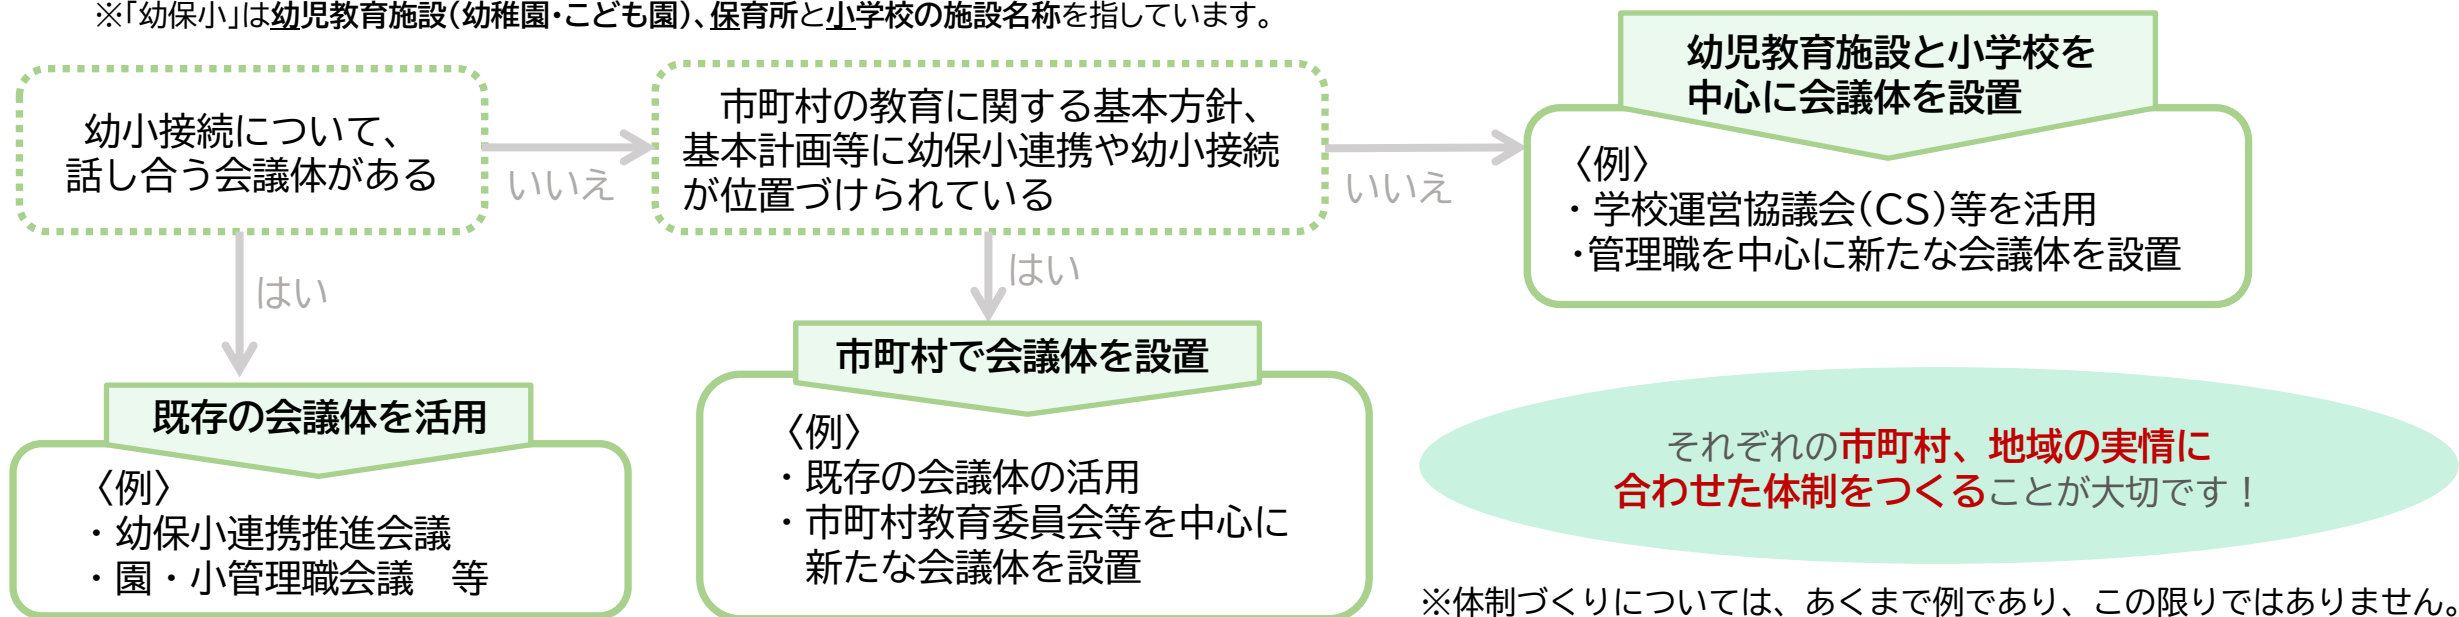 ※「幼保小」は幼児教育施設（幼稚園・こども園）、保育所と小学校の施設名称を指しています。
幼小接続について、
話し合う会議体がある
いいえ
はい
市町村の教育に関する基本方針、
基本計画等に幼保小連携や幼小接続
が位置づけられている
いいえ
はい
幼児教育施設と小学校を
中心に会議体を設置
〈例〉
・学校運営協議会（CS）等を活用
・管理職を中心に新たな会議体を設置
既存の会議体を活用
〈例〉
・幼保小連携推進会議
・園・小管理職会議　等
市町村で会議体を設置
〈例〉
・既存の会議体の活用
・市町村教育委員会等を中心に
新たな会議体を設置
それぞれの市町村、地域の実情に
合わせた体制をつくることが大切です！
※体制づくりについては、あくまで例であり、この限りではありません。